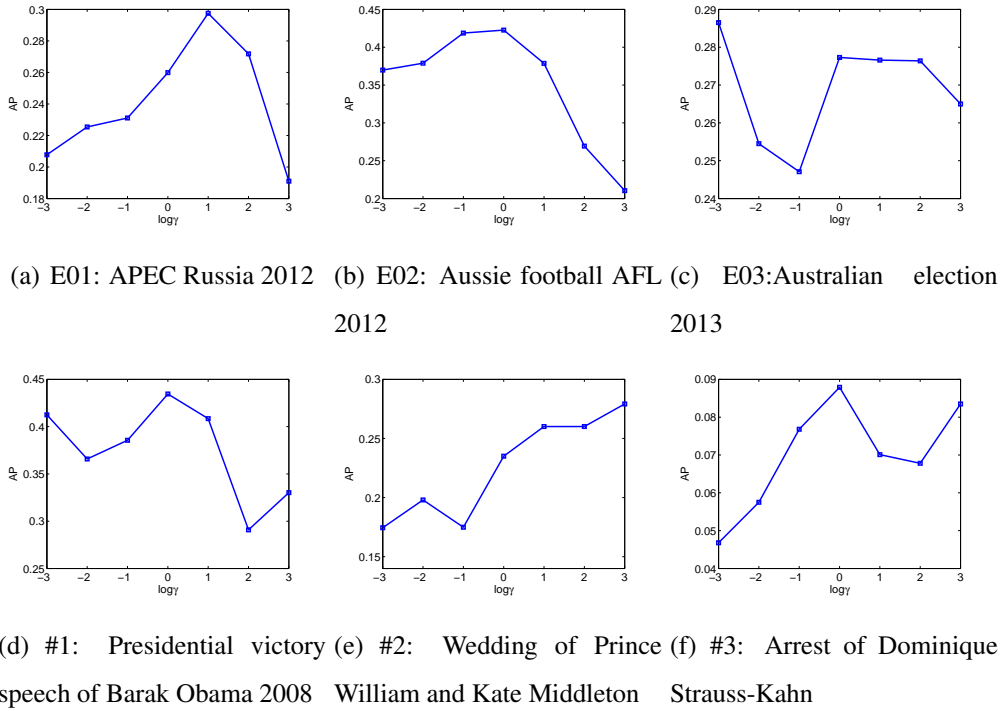 0.3
0.28
0.26
0.24
0.22
0.2
0.18
AP
−3 −2 −1 0 1 2 3
logγ
0.45
0.4
0.35
0.3
0.25
0.2
AP
−3 −2 −1 0 1 2 3
logγ
0.29
0.28
0.27
0.26
0.25
0.24
AP
−3 −2 −1 0 1 2 3
logγ
(a) E01: APEC Russia 2012
(b) E02: Aussie football AFL
2012
(c) E03:Australian election
2013
0.45
0.4
0.35
0.3
0.25
AP
−3 −2 −1 0 1 2 3
logγ
0.3
0.25
0.2
0.15
AP
−3 −2 −1 0 1 2 3
logγ
0.09
0.08
0.07
0.06
0.05
0.04
AP
−3 −2 −1 0 1 2 3
logγ
(d) #1: Presidential victory
speech of Barak Obama 2008
(e) #2: Wedding of Prince
William and Kate Middleton
(f) #3: Arrest of Dominique
Strauss-Kahn